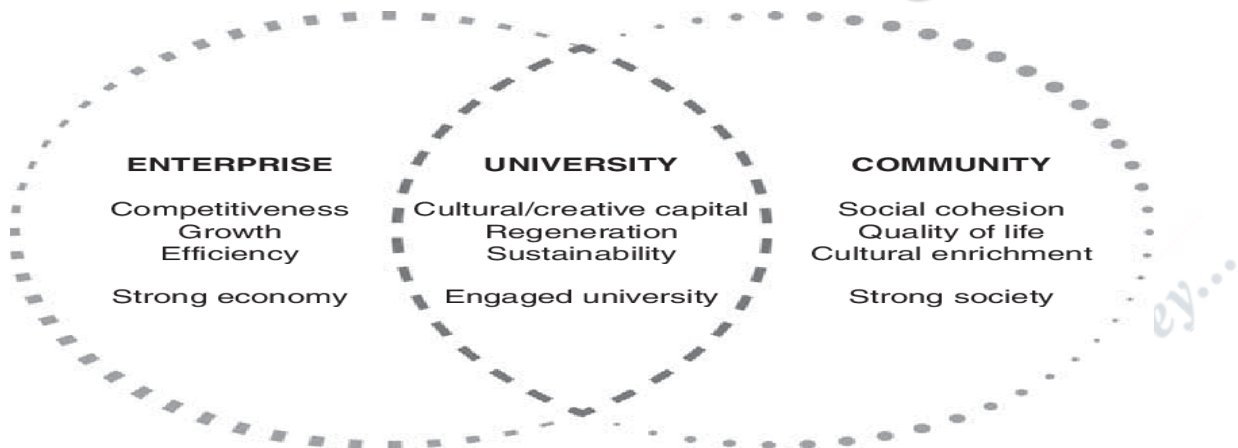 ENTERPRISE
Competitiveness
Growth
Efficiency
Strong economy
UNIVERSITY
Cultural/creative capital
Regeneration
Sustainability
Engaged university
COMMUNITY
Social cohesion
Quality of life
Cultural enrichment
Strong society
ey...